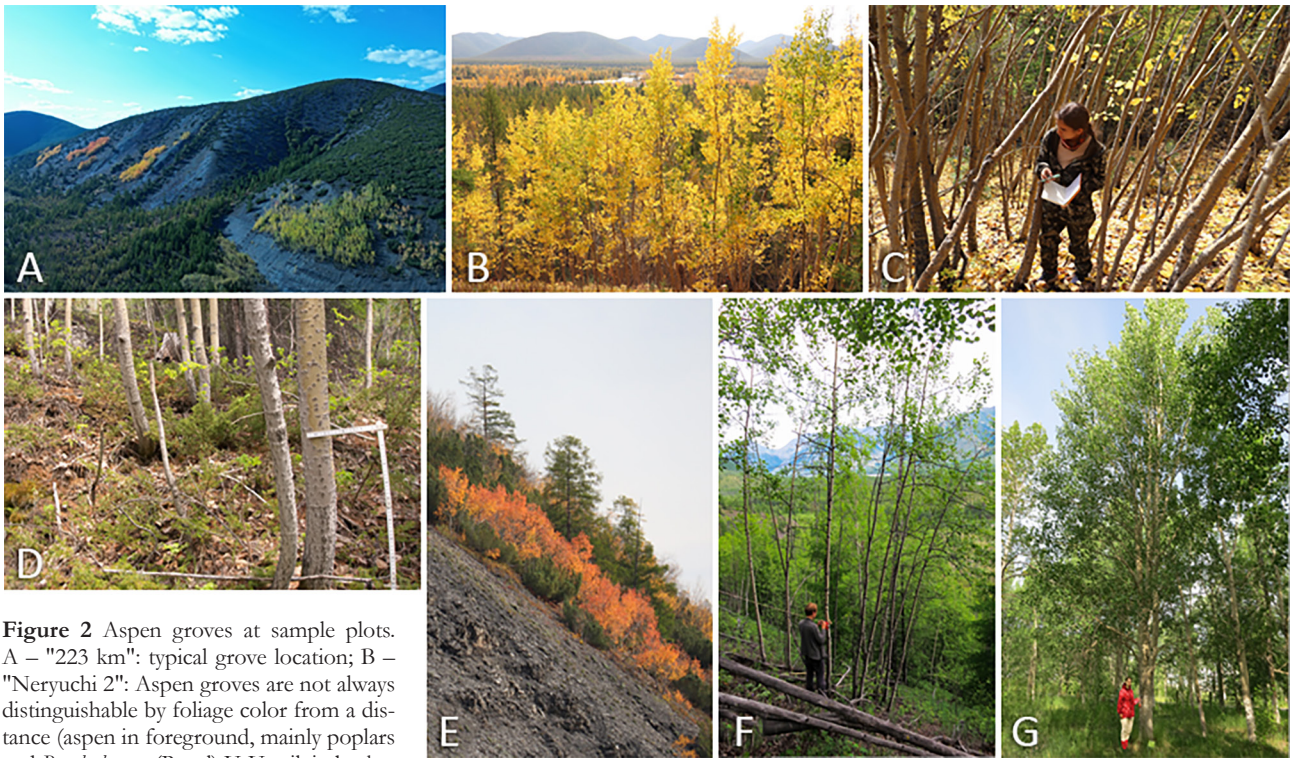 A
B
C
D
E
F
G
Figure 2 Aspen groves at sample plots.
A – "223 km": typical grove location; B –
"Neryuchi 2": Aspen groves are not always
distinguishable by foliage color from a dis-
tance (aspen in foreground, mainly poplars